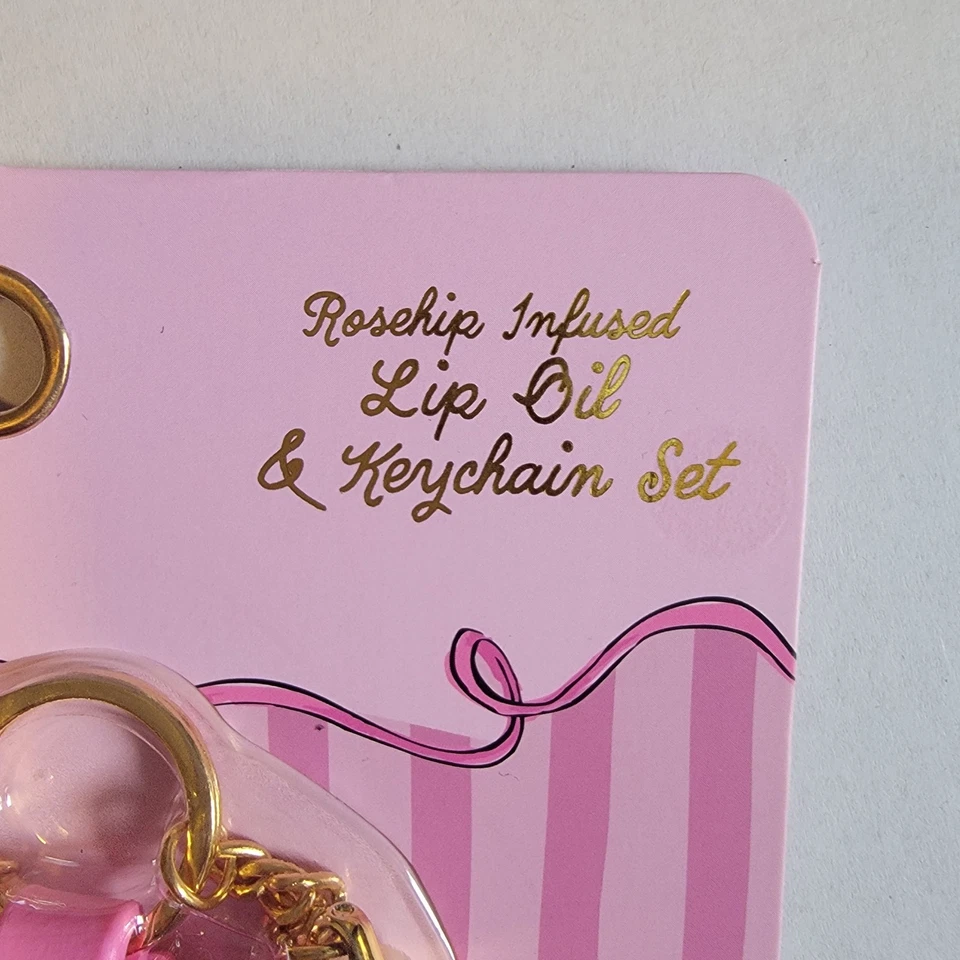 Rosehip Infused
Lip Oil
& Keychain Set